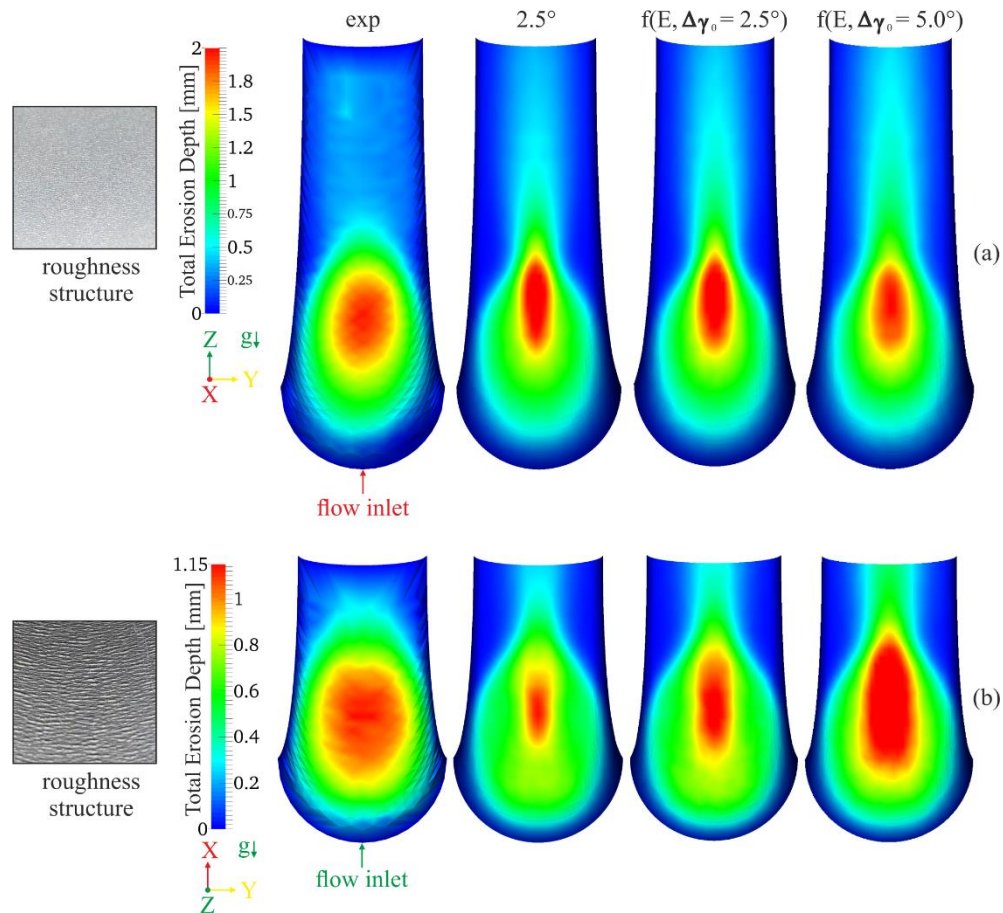 exp
2.5°
f(E, Δγ₀ = 2.5°)
f(E, Δγ₀ = 5.0°)
Total Erosion Depth [mm]
2
1.8
1.5
1
0.75
0.5
0.25
0
roughness
structure
Z
g↓
X
Y
flow inlet
(a)
Total Erosion Depth [mm]
1.15
1
0.8
0.6
0.4
0.2
0
roughness
structure
X
g↓
Z
Y
flow inlet
(b)